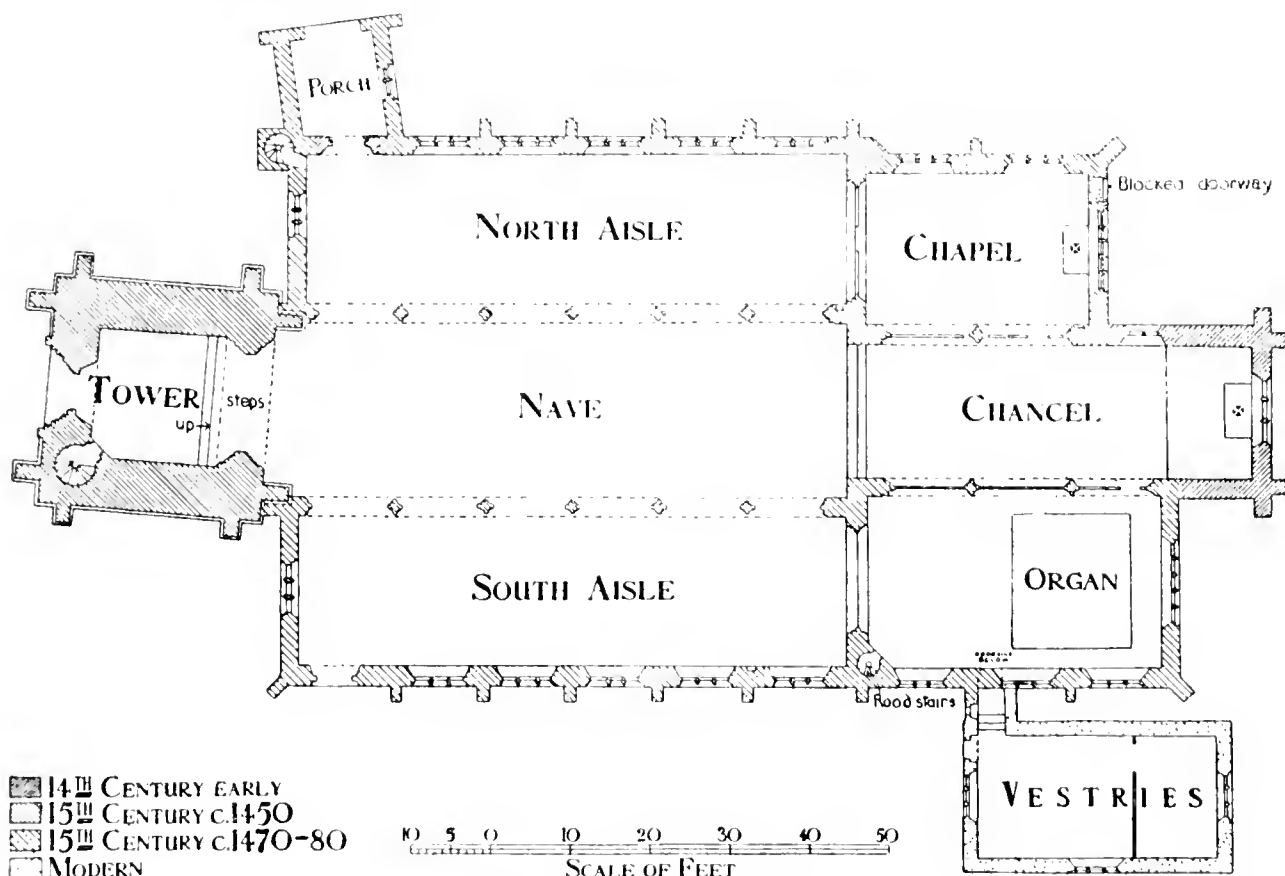 PORCH
Blocked doorway
NORTH AISLE
CHAPEL
TOWER
steps
up
NAVE
CHANCEL
SOUTH AISLE
ORGAN
Rood stairs
VESTRIES
14TH CENTURY EARLY
15TH CENTURY C.1450
15TH CENTURY C.1470-80
MODERN
10 5 0 10 20 30 40 50
SCALE OF FEET